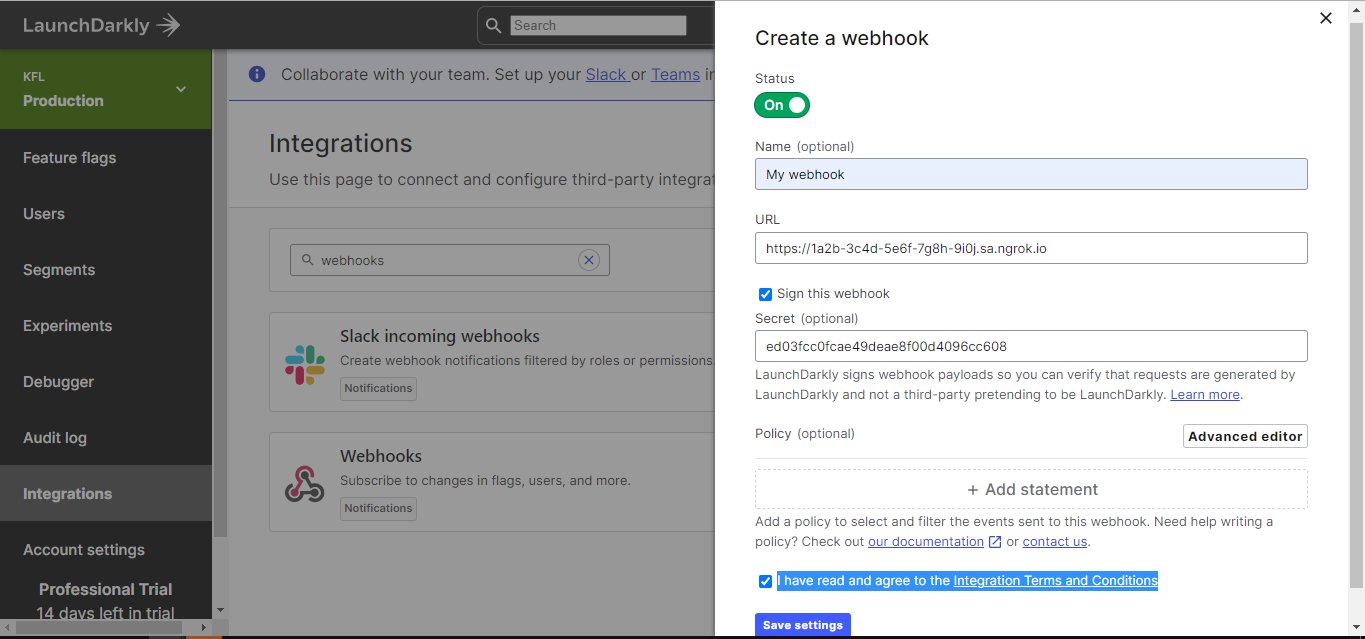 LaunchDarkly
Search
KFL
Production
Feature flags
Users
Segments
Experiments
Debugger
Audit log
Integrations
Account settings
Professional Trial
14 days left in trial
Collaborate with your team. Set up your Slack or Teams in
Integrations
Use this page to connect and configure third-party integrat
webhooks
Slack incoming webhooks
Create webhook notifications filtered by roles or permissions
Notifications
Webhooks
Subscribe to changes in flags, users, and more.
Notifications
Create a webhook
Status
On
Name (optional)
My webhook
URL
https://1a2b-3c4d-5e6f-7g8h-9i0j.sa.ngrok.io
Sign this webhook
Secret (optional)
ed03fcc0fcae49deae8f00d4096cc608
LaunchDarkly signs webhook payloads so you can verify that requests are generated by
LaunchDarkly and not a third-party pretending to be LaunchDarkly. Learn more.
Policy (optional)
Advanced editor
+ Add statement
Add a policy to select and filter the events sent to this webhook. Need help writing a
policy? Check out our documentation or contact us.
I have read and agree to the Integration Terms and Conditions
Save settings